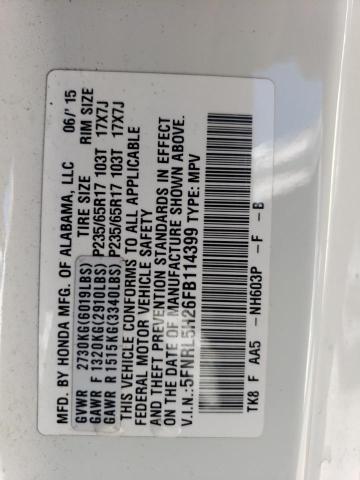 MFD. BY HONDA MFG. OF ALABAMA, LLC 06/'15
TIRE SIZE RIM SIZE
GVWR 2730KG(6019LBS)
GAWR F 1320KG(2910LBS) P235/65R17 103T 17X7J
GAWR R 1515KG(3340LBS) P235/65R17 103T 17X7J
THIS VEHICLE CONFORMS TO ALL APPLICABLE
FEDERAL MOTOR VEHICLE SAFETY
AND THEFT PREVENTION STANDARDS IN EFFECT
ON THE DATE OF MANUFACTURE SHOWN ABOVE.
V.I.N.:5FNRL5H26FB114399 TYPE: MPV
TK8 F AA5 -NH603P -F -B